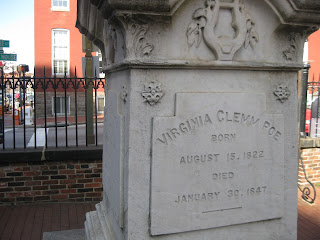 VIRGINIA CLEMM POE
BORN
AUGUST 15, 1822
DIED
JANUARY 30, 1847